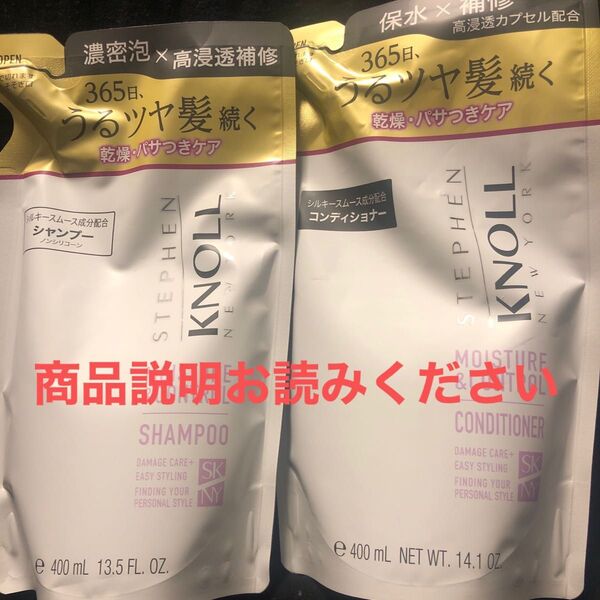 OPEN
濃密泡×高浸透補修
365日、
うるツヤ髪続く
乾燥・パサつきケア
シルキースムース成分配合
シャンプー
ノンシリコーン
STEPHEN
KNOLL
NEW YORK
SHAMPOO
DAMAGE CARE+
EASY STYLING
FINDING YOUR
PERSONAL STYLE
SK
NY
e 400 mL 13.5 FL. OZ.
保水×補修
高浸透カプセル配合
365日、
うるツヤ髪続く
乾燥・パサつきケア
シルキースムース成分配合
コンディショナー
STEPHEN
KNOLL
NEW YORK
MOISTURE
CONDITIONER
DAMAGE CARE+
EASY STYLING
FINDING YOUR
PERSONAL STYLE
SK
NY
e 400 mL NET WT. 14.1 OZ.
商品説明お読みください